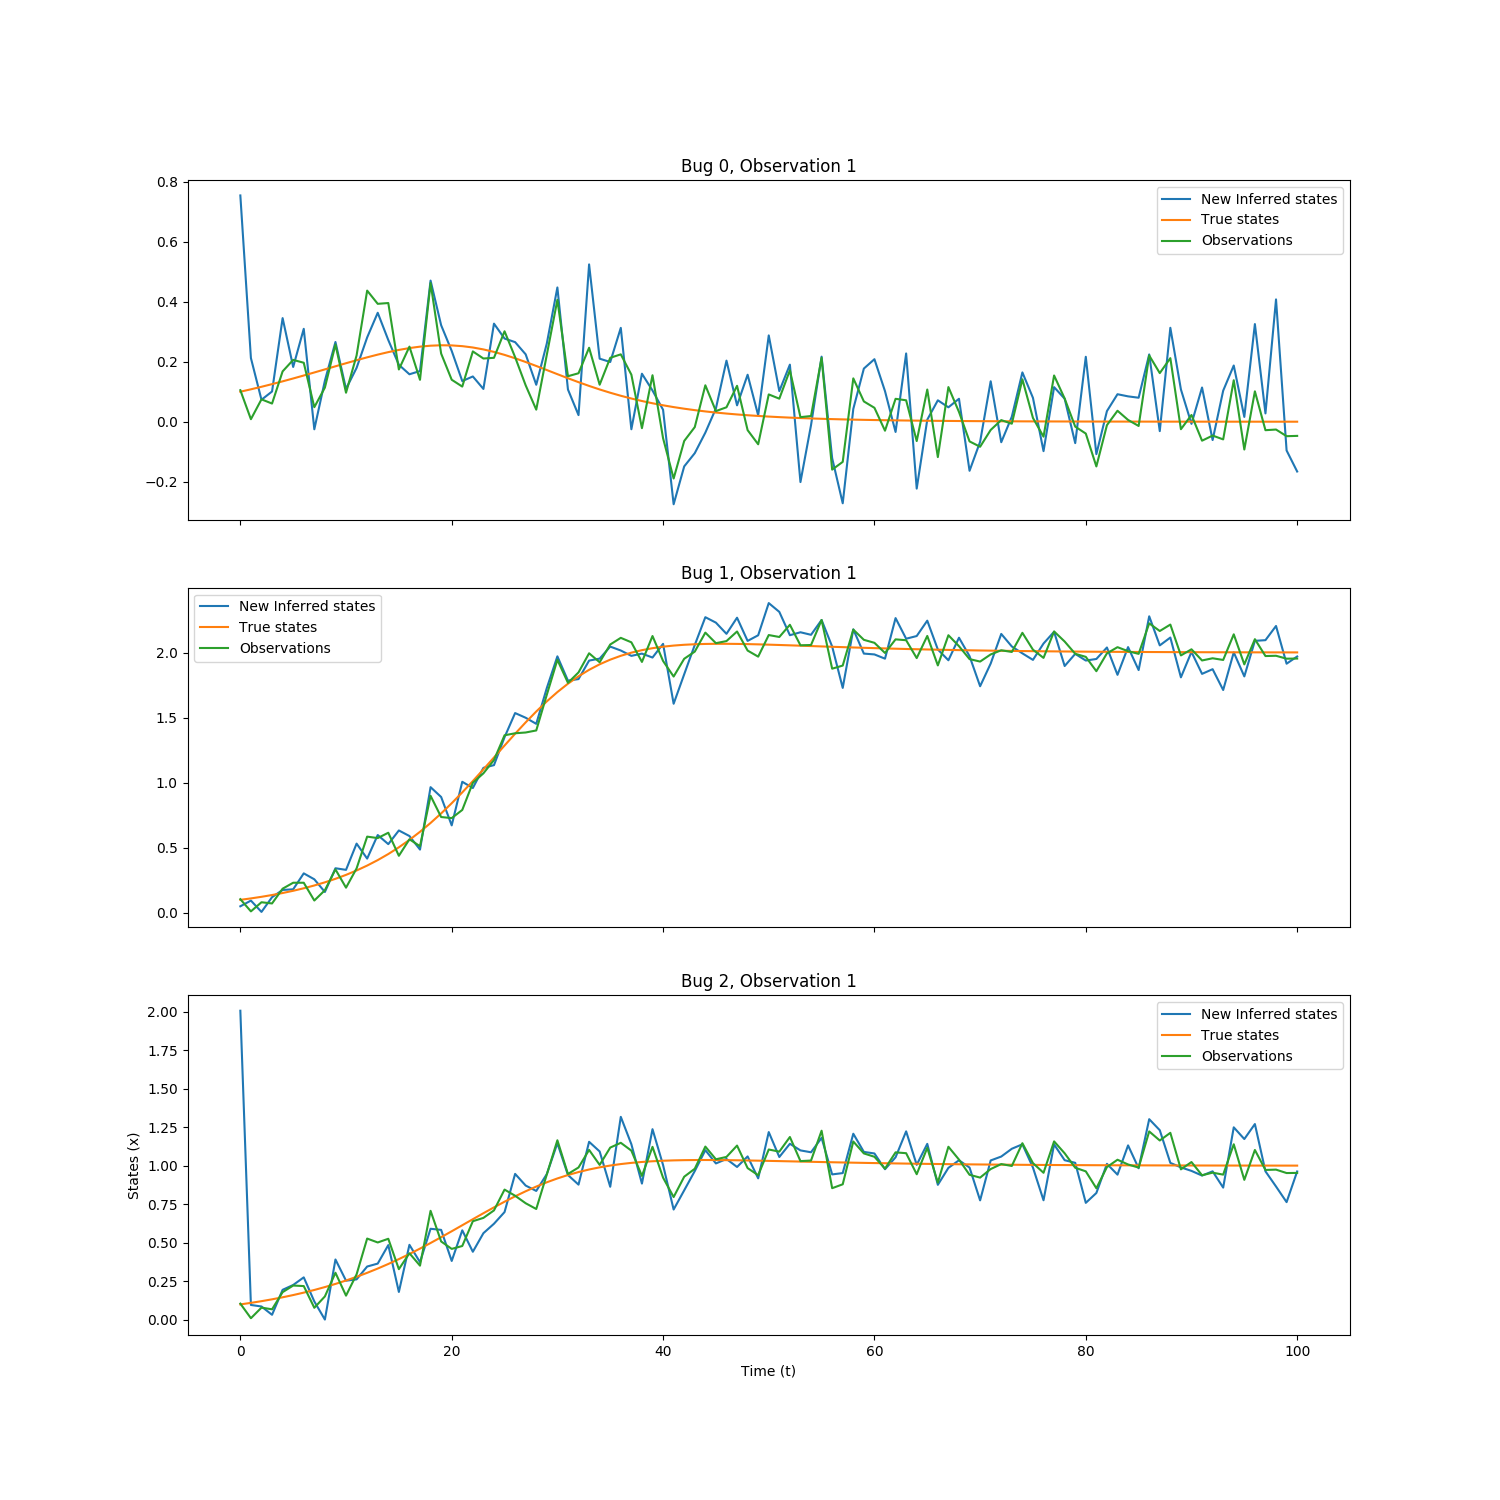 Bug 0, Observation 1
0.8
0.6
0.4
0.2
0.0
−0.2
New Inferred states
True states
Observations
Bug 1, Observation 1
2.0
1.5
1.0
0.5
0.0
New Inferred states
True states
Observations
Bug 2, Observation 1
2.00
1.75
1.50
1.25
1.00
0.75
0.50
0.25
0.00
States (x)
New Inferred states
True states
Observations
0 20 40 60 80 100
Time (t)